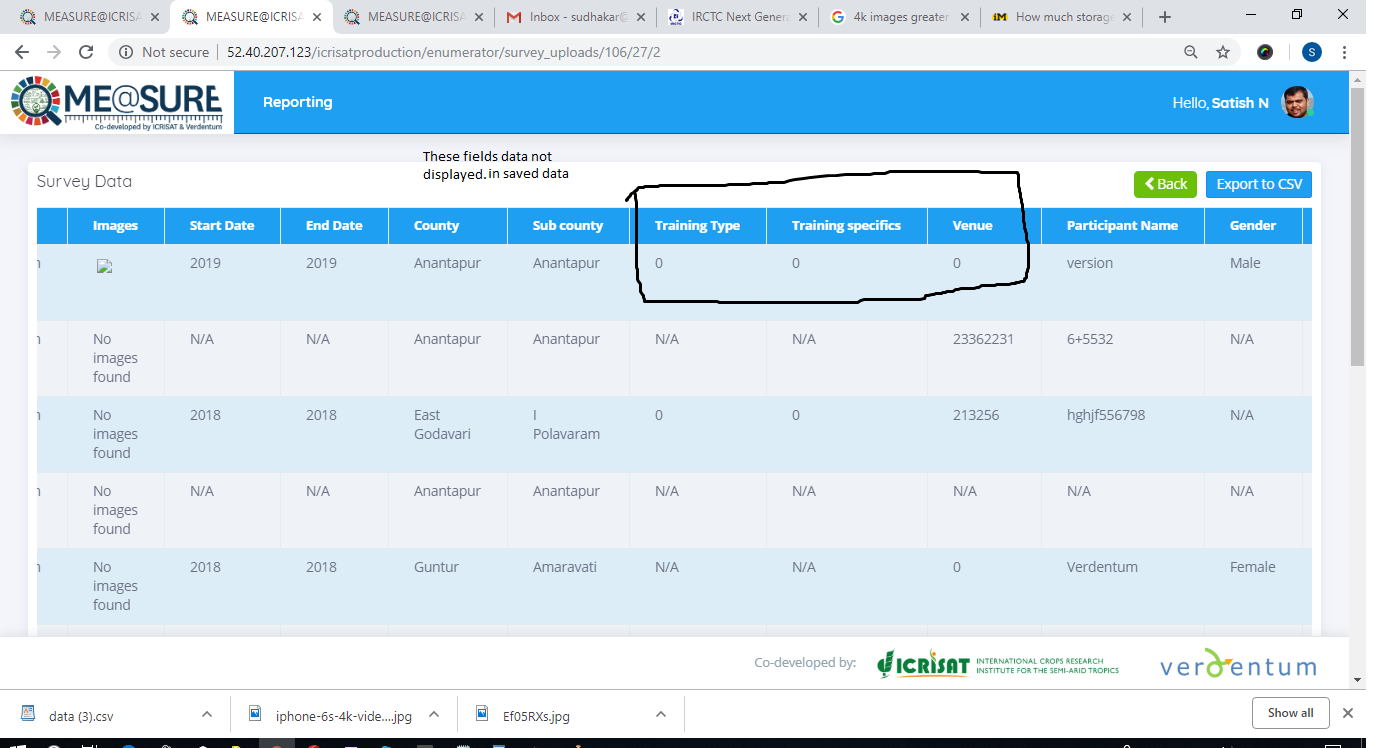 MEASURE@ICRISA
MEASURE@ICRISA
MEASURE@ICRISA
Inbox - sudhakar@
IRCTC Next Genera
4k images greater
iM How much storage
Not secure | 52.40.207.123/icrisatproduction/enumerator/survey_uploads/106/27/2
S
ME@SURE
Co-developed by ICRISAT & Verdentum
Reporting
Hello, Satish N
These fields data not
displayed. in saved data
Survey Data
Back
Export to CSV
Images Start Date End Date County Sub county Training Type Training specifics Venue Participant Name Gender
2019 2019 Anantapur Anantapur 0 0 0 version Male
No images found N/A N/A Anantapur Anantapur N/A N/A 23362231 6+5532 N/A
No images found 2018 2018 East Godavari I Polavaram 0 0 213256 hghjf556798 N/A
No images found N/A N/A Anantapur Anantapur N/A N/A N/A N/A N/A
No images found 2018 2018 Guntur Amaravati N/A N/A 0 Verdentum Female
Co-developed by:
ICRISAT
INTERNATIONAL CROPS RESEARCH
INSTITUTE FOR THE SEMI-ARID TROPICS
verdentum
data (3).csv
iphone-6s-4k-vide....jpg
Ef05RXs.jpg
Show all